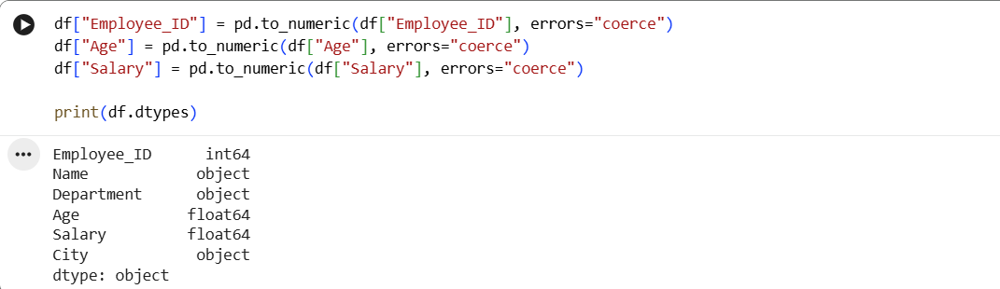 df["Employee_ID"] = pd.to_numeric(df["Employee_ID"], errors="coerce")
df["Age"] = pd.to_numeric(df["Age"], errors="coerce")
df["Salary"] = pd.to_numeric(df["Salary"], errors="coerce")
print(df.dtypes)
Employee_ID      int64
Name            object
Department      object
Age            float64
Salary         float64
City            object
dtype: object